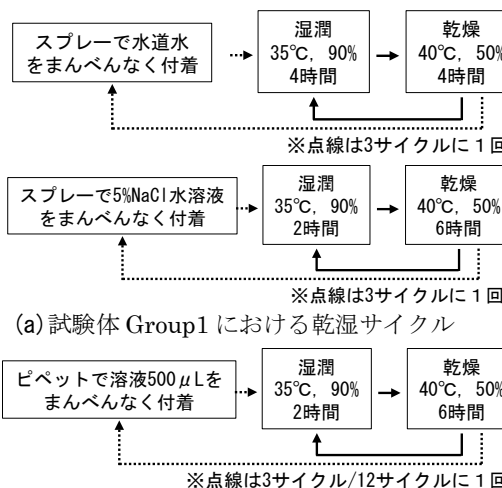 スプレーで水道水
をまんべんなく付着
湿潤
35℃, 90%
4時間
乾燥
40℃, 50%
4時間
※点線は3サイクルに１回
スプレーで5%NaCl水溶液
をまんべんなく付着
湿潤
35℃, 90%
2時間
乾燥
40℃, 50%
6時間
※点線は3サイクルに１回
(a)試験体 Group1 における乾湿サイクル
ピペットで溶液500μLを
まんべんなく付着
湿潤
35℃, 90%
2時間
乾燥
40℃, 50%
6時間
※点線は3サイクル/12サイクルに１回